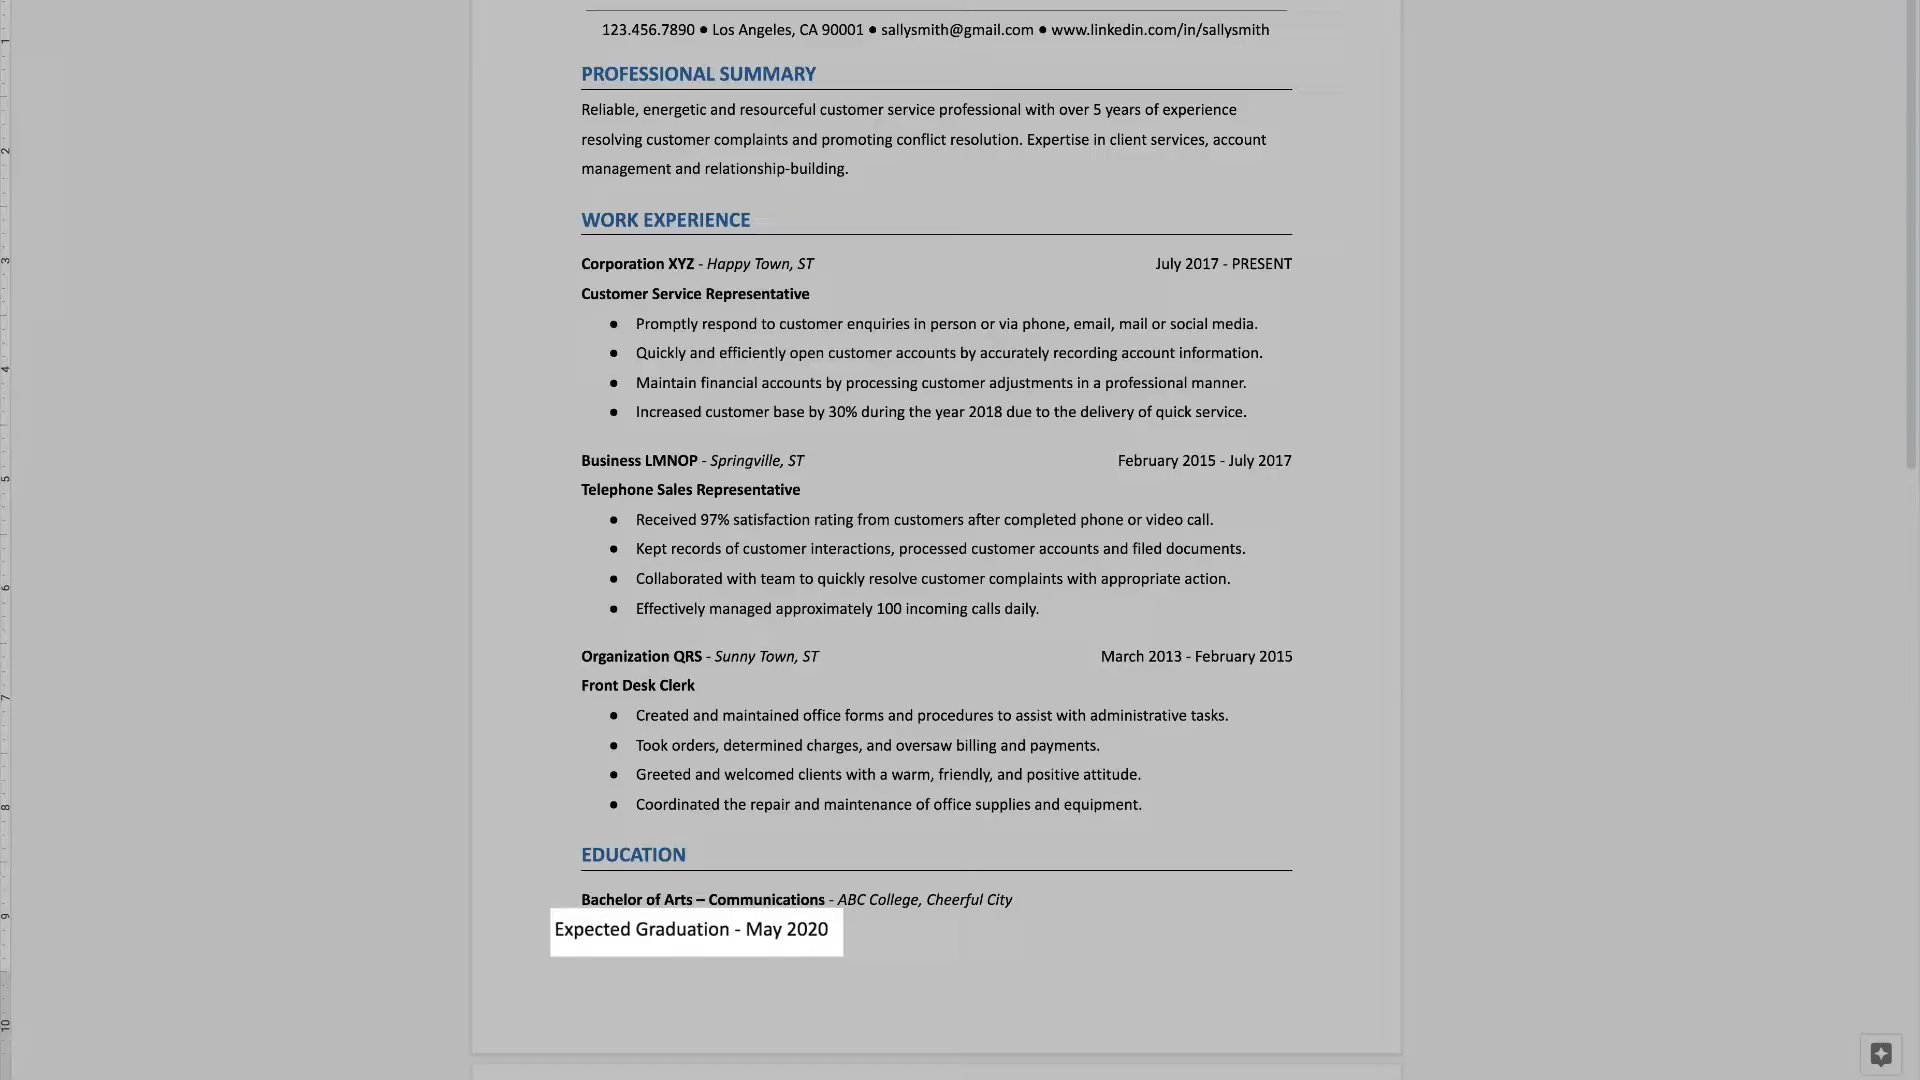 123.456.7890 ● Los Angeles, CA 90001 ● sallysmith@gmail.com ● www.linkedin.com/in/sallysmith
PROFESSIONAL SUMMARY
Reliable, energetic and resourceful customer service professional with over 5 years of experience
resolving customer complaints and promoting conflict resolution. Expertise in client services, account
management and relationship-building.
WORK EXPERIENCE
Corporation XYZ - Happy Town, ST July 2017 - PRESENT
Customer Service Representative
● Promptly respond to customer enquiries in person or via phone, email, mail or social media.
● Quickly and efficiently open customer accounts by accurately recording account information.
● Maintain financial accounts by processing customer adjustments in a professional manner.
● Increased customer base by 30% during the year 2018 due to the delivery of quick service.
Business LMNOP - Springville, ST February 2015 - July 2017
Telephone Sales Representative
● Received 97% satisfaction rating from customers after completed phone or video call.
● Kept records of customer interactions, processed customer accounts and filed documents.
● Collaborated with team to quickly resolve customer complaints with appropriate action.
● Effectively managed approximately 100 incoming calls daily.
Organization QRS - Sunny Town, ST March 2013 - February 2015
Front Desk Clerk
● Created and maintained office forms and procedures to assist with administrative tasks.
● Took orders, determined charges, and oversaw billing and payments.
● Greeted and welcomed clients with a warm, friendly, and positive attitude.
● Coordinated the repair and maintenance of office supplies and equipment.
EDUCATION
Bachelor of Arts – Communications - ABC College, Cheerful City
Expected Graduation - May 2020
1
2
3
4
5
6
7
8
9
10